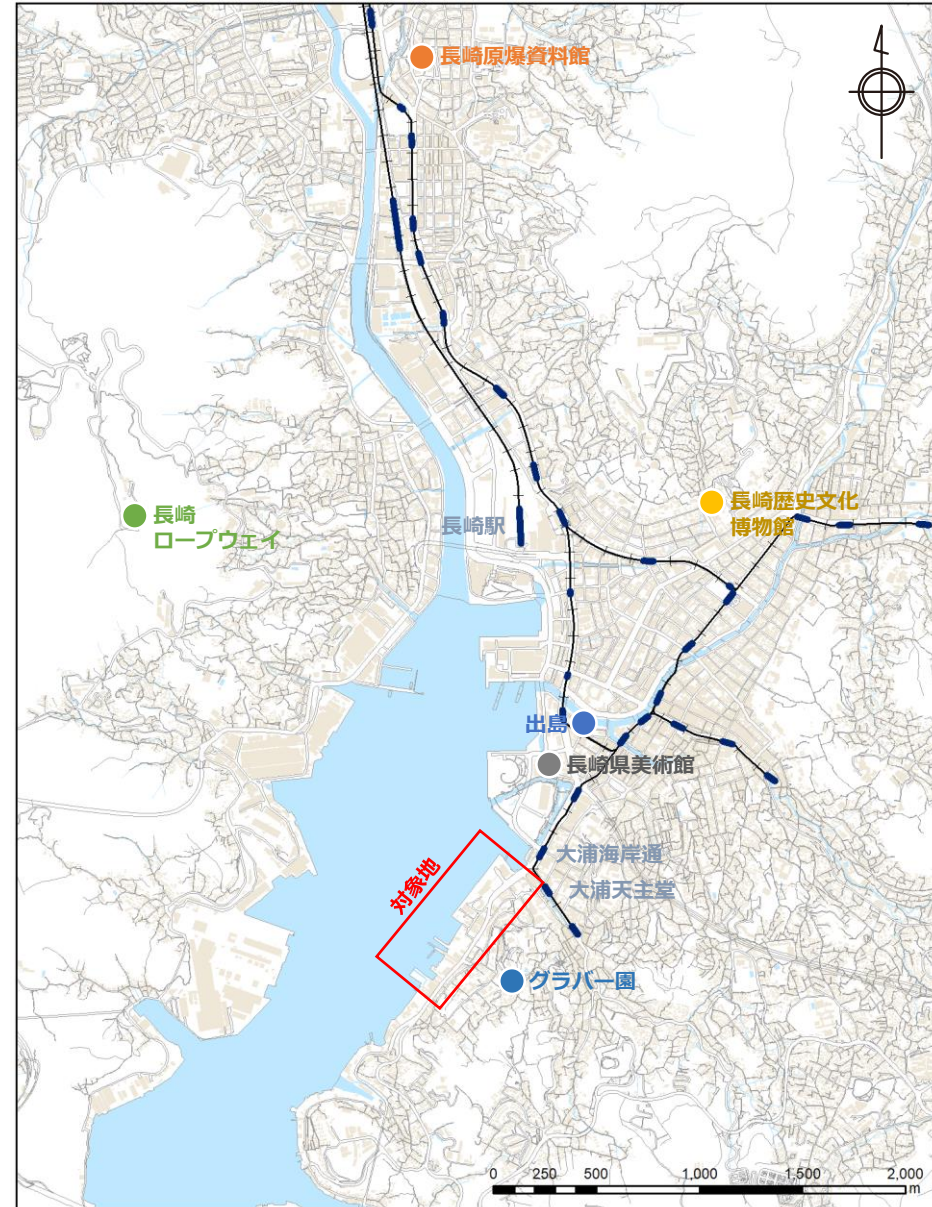 長崎原爆資料館
長崎
ロープウェイ
長崎駅
長崎歴史文化
博物館
出島
長崎県美術館
大浦海岸通
対象地
大浦天主堂
グラバー園
0 250 500 1,000 1,500 2,000
m